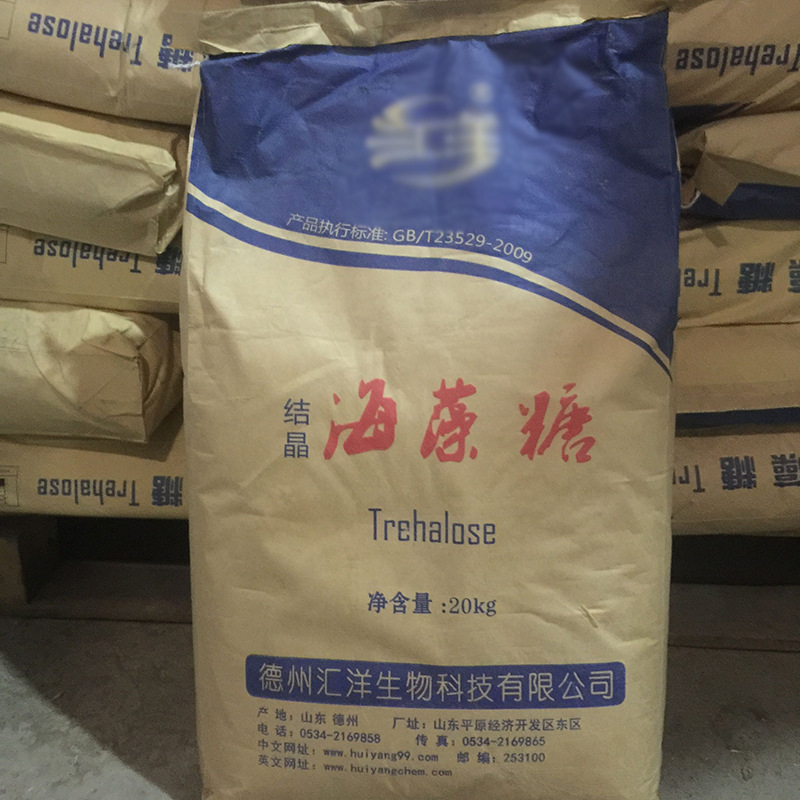 产品执行标准: GB/T23529-2009
结晶 海藻糖
Trehalose
净含量:20kg
德州汇洋生物科技有限公司
产 地: 山东 德州 厂址: 山东平原经济开发区东区
电 话: 0534-2169858 传 真: 0534-2169865
中文网址: www.huiyang99.com 邮 编: 253100
英文网址: www.huiyangchem.com
Trehalose
Trehalose
Trehalose
Trehalose